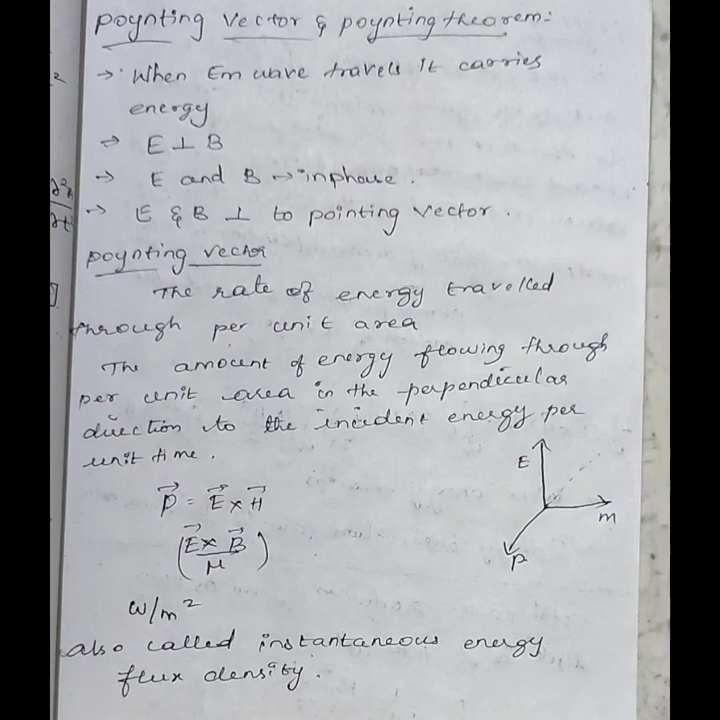 Poynting Vector & poynting theorem:
→ When Em wave travels it carries
energy
→ E ⊥ B
→ E and B → inphase.
→ E & B ⊥ to pointing vector.
poynting vector
The rate of energy travelled
through per unit area
The amount of energy flowing through
per unit area in the perpendicular
direction to the incident energy per
unit time.
E
m
P
P⃗ = E⃗ × H⃗
(E⃗ × B⃗ / μ)
W/m²
also called instantaneous energy
flux density.